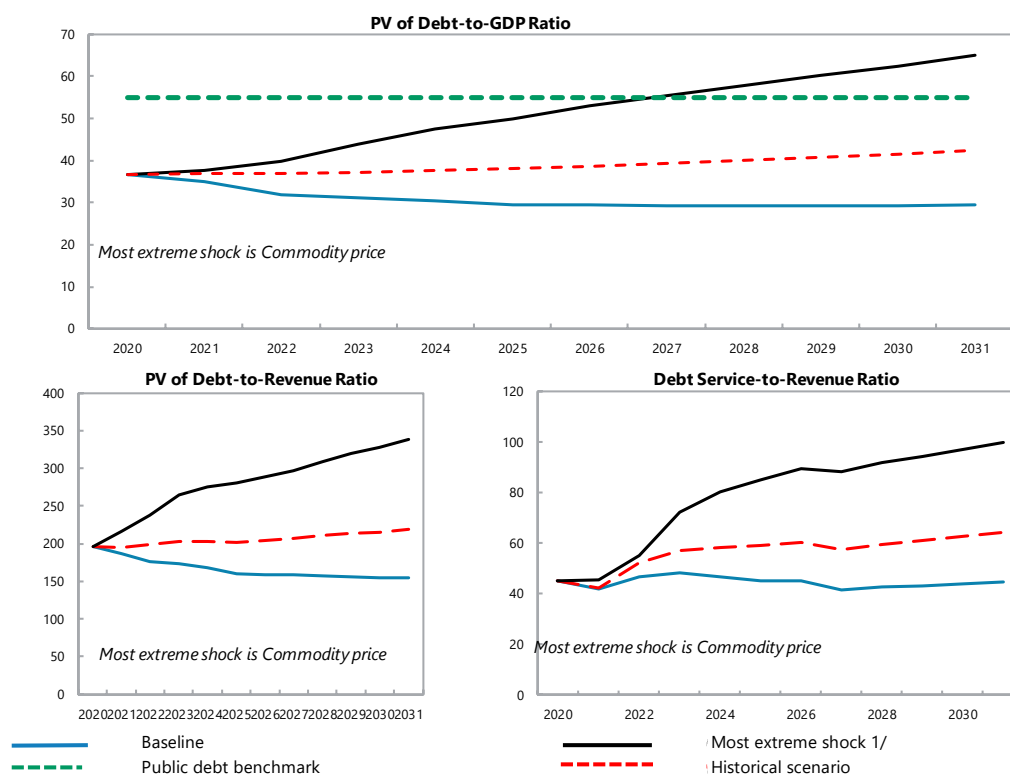 PV of Debt-to-GDP Ratio
70
60
50
40
30
20
10
0
Most extreme shock is Commodity price
2020 2021 2022 2023 2024 2025 2026 2027 2028 2029 2030 2031
PV of Debt-to-Revenue Ratio
400
350
300
250
200
150
100
50
0
Most extreme shock is Commodity price
2020 2021 2022 2023 2024 2025 2026 2027 2028 2029 2030 2031
Debt Service-to-Revenue Ratio
120
100
80
60
40
20
0
Most extreme shock is Commodity price
2020 2022 2024 2026 2028 2030
Baseline
Public debt benchmark
Most extreme shock 1/
Historical scenario